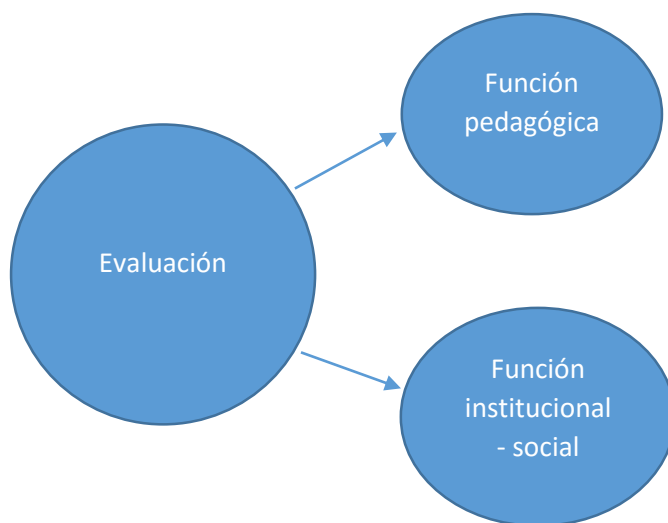 Función
pedagógica
Evaluación
Función
institucional
- social